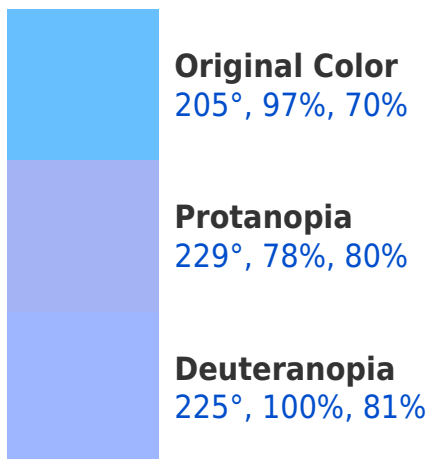 Original Color
205°, 97%, 70%
Protanopia
229°, 78%, 80%
Deuteranopia
225°, 100%, 81%